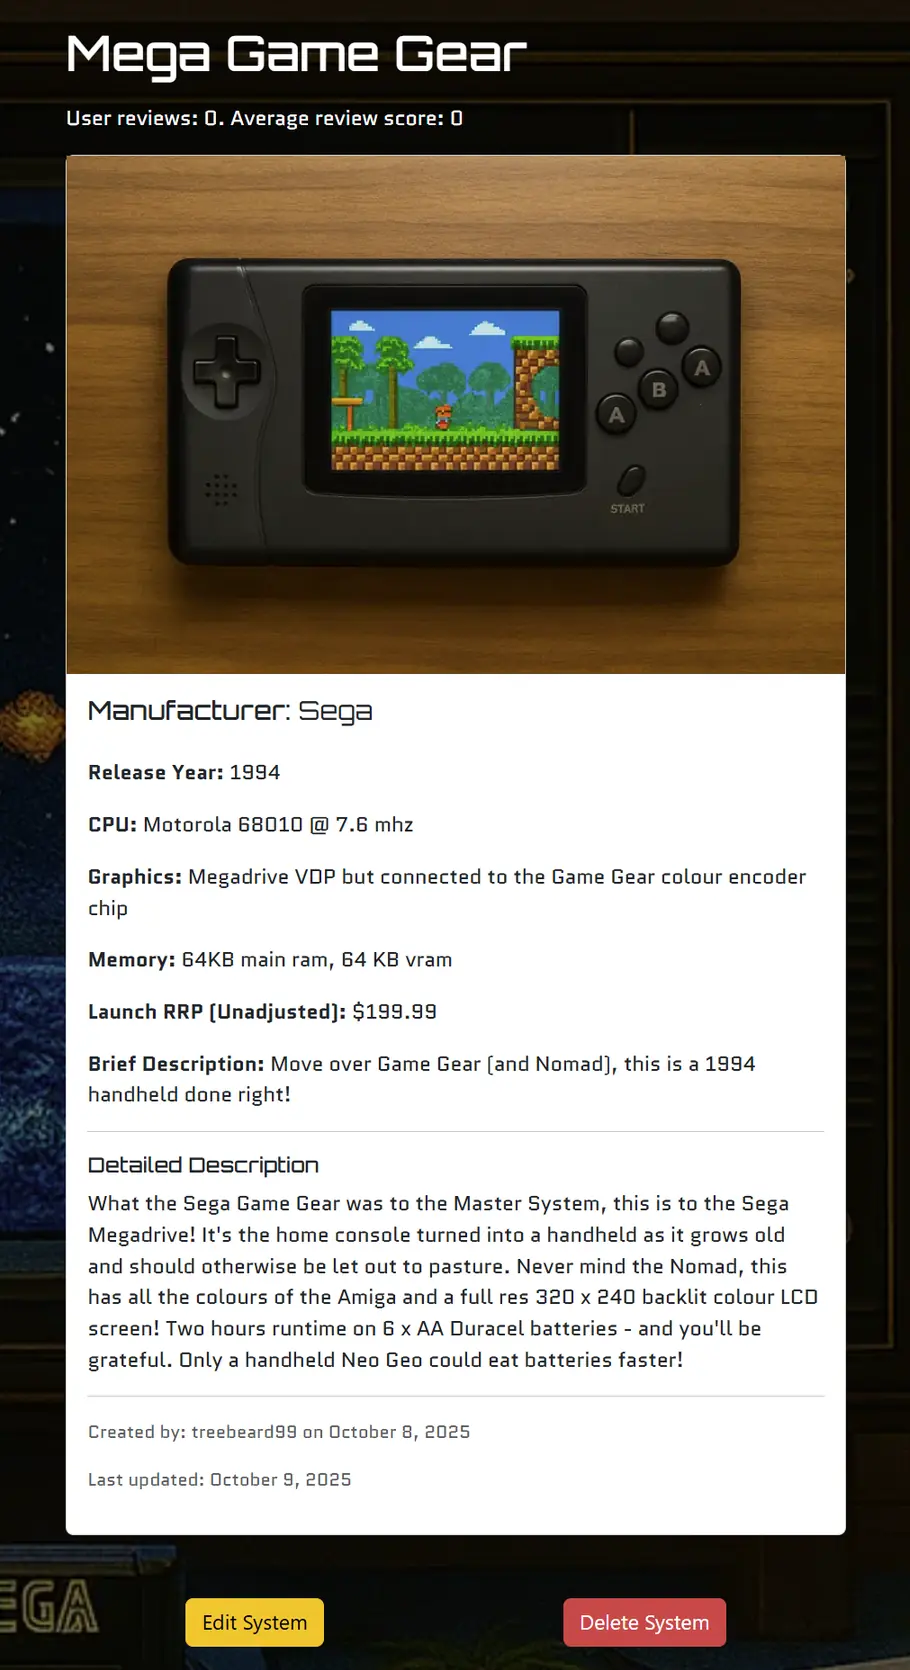 Mega Game Gear
User reviews: 0. Average review score: 0
A
B
A
START
Manufacturer: Sega
Release Year: 1994
CPU: Motorola 68010 @ 7.6 mhz
Graphics: Megadrive VDP but connected to the Game Gear colour encoder
chip
Memory: 64KB main ram, 64 KB vram
Launch RRP (Unadjusted): $199.99
Brief Description: Move over Game Gear (and Nomad), this is a 1994
handheld done right!
Detailed Description
What the Sega Game Gear was to the Master System, this is to the Sega
Megadrive! It's the home console turned into a handheld as it grows old
and should otherwise be let out to pasture. Never mind the Nomad, this
has all the colours of the Amiga and a full res 320 x 240 backlit colour LCD
screen! Two hours runtime on 6 x AA Duracel batteries - and you'll be
grateful. Only a handheld Neo Geo could eat batteries faster!
Created by: treebeard99 on October 8, 2025
Last updated: October 9, 2025
EGA
Edit System
Delete System